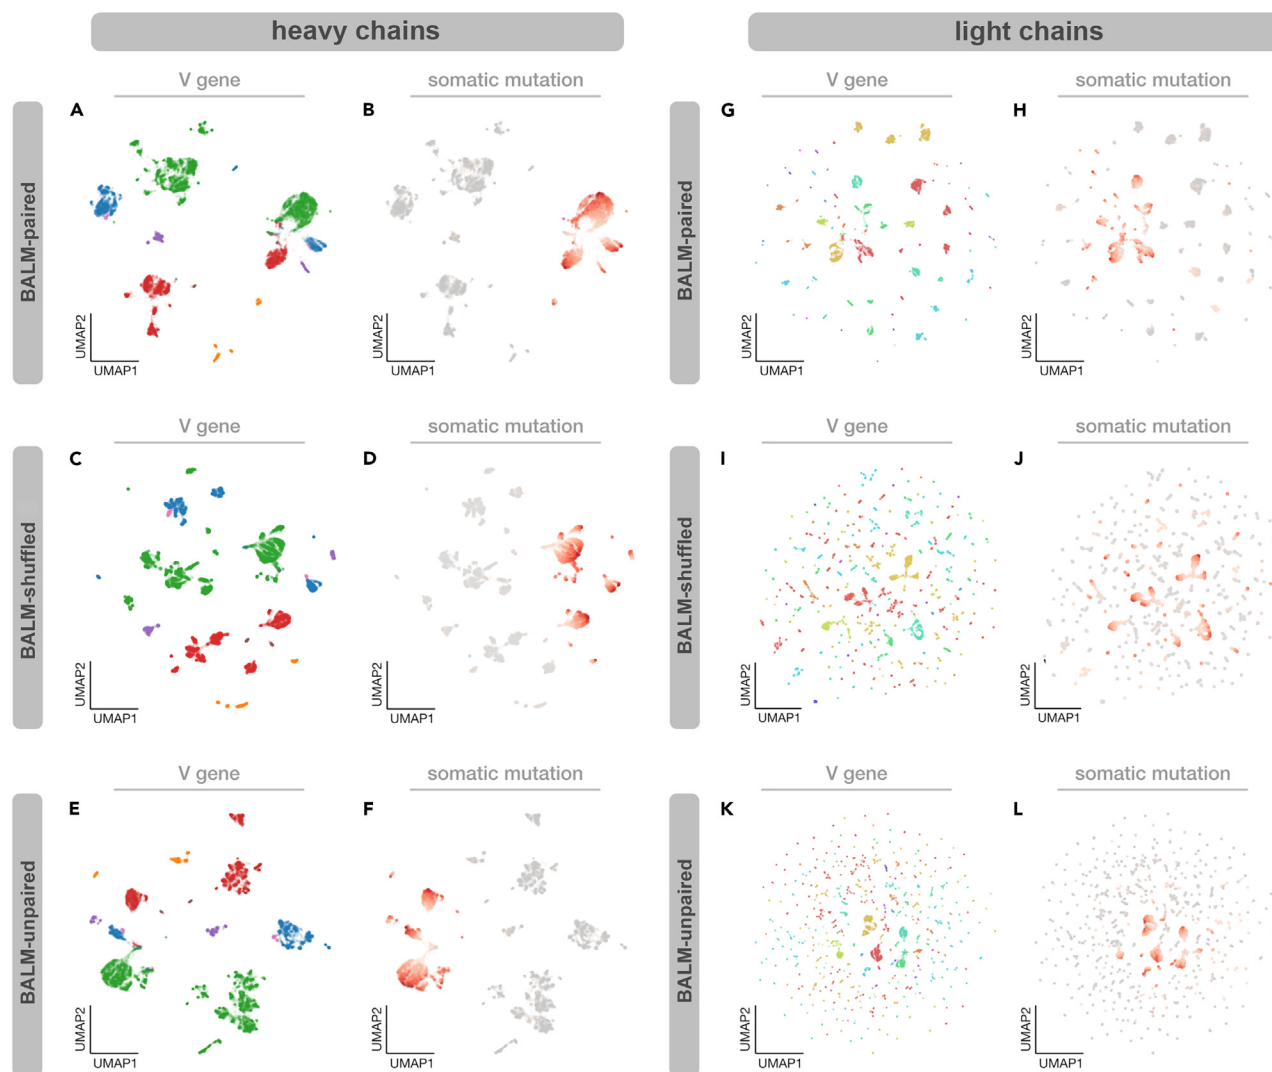 heavy chains
light chains
V gene
somatic mutation
V gene
somatic mutation
A
B
G
H
BALM-paired
BALM-paired
UMAP2
UMAP1
UMAP2
UMAP1
UMAP2
UMAP1
UMAP2
UMAP1
V gene
somatic mutation
V gene
somatic mutation
C
D
I
J
BALM-shuffled
BALM-shuffled
UMAP2
UMAP1
UMAP2
UMAP1
UMAP2
UMAP1
UMAP2
UMAP1
V gene
somatic mutation
V gene
somatic mutation
E
F
K
L
BALM-unpaired
BALM-unpaired
UMAP2
UMAP1
UMAP2
UMAP1
UMAP2
UMAP1
UMAP2
UMAP1